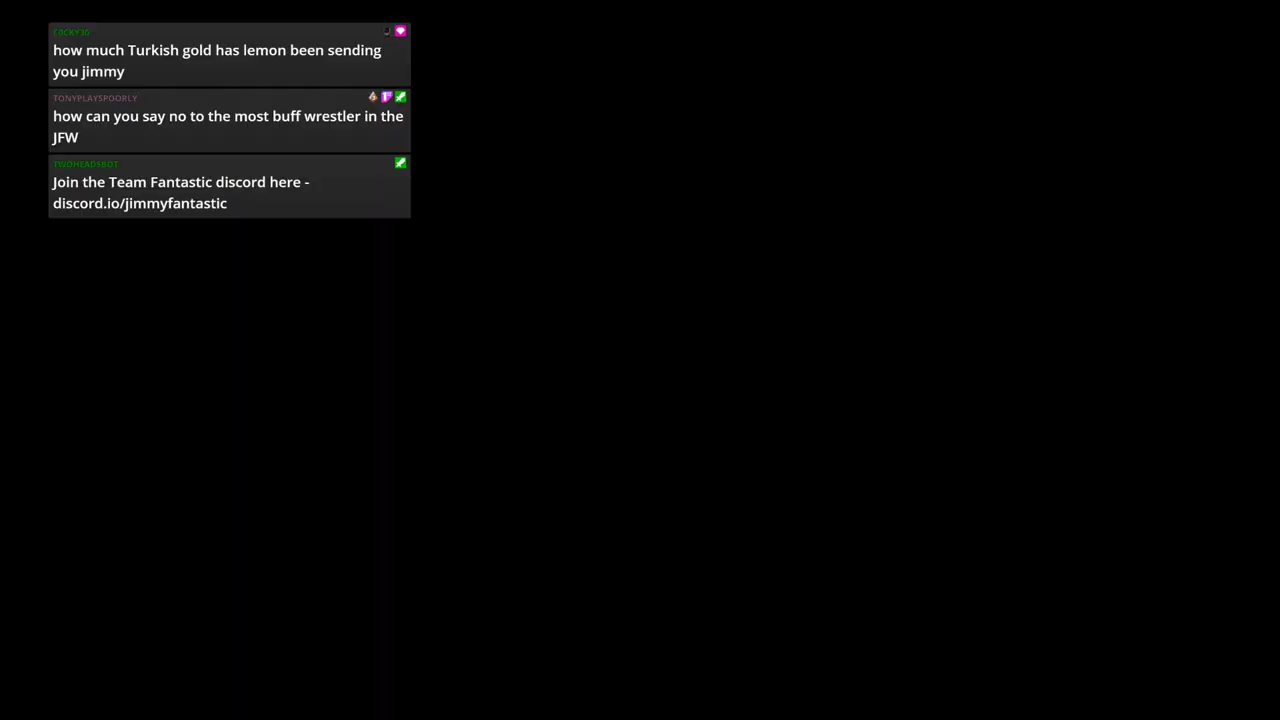 how much Turkish gold has lemon been sending
you jimmy
TONYPLAYSPOORLY
how can you say no to the most buff wrestler in the
JFW
TWOHEADSBOT
Join the Team Fantastic discord here -
discord.io/jimmyfantastic